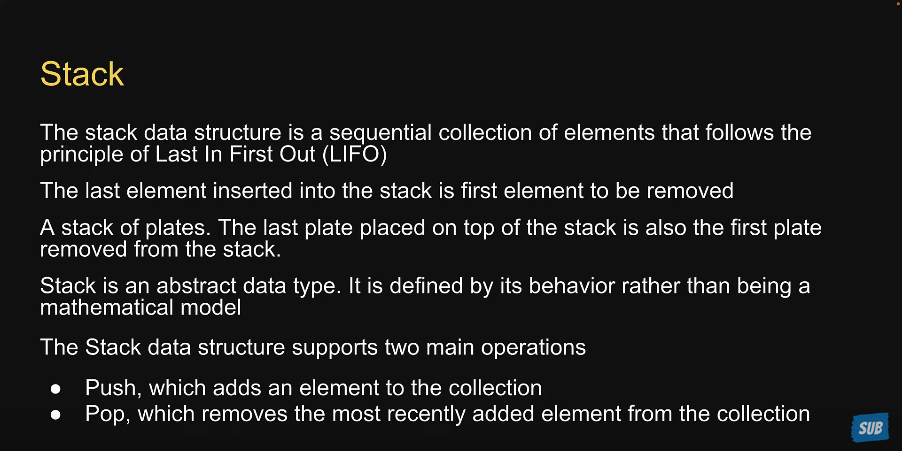 Stack
The stack data structure is a sequential collection of elements that follows the
principle of Last In First Out (LIFO)
The last element inserted into the stack is first element to be removed
A stack of plates. The last plate placed on top of the stack is also the first plate
removed from the stack.
Stack is an abstract data type. It is defined by its behavior rather than being a
mathematical model
The Stack data structure supports two main operations
● Push, which adds an element to the collection
● Pop, which removes the most recently added element from the collection
SUB